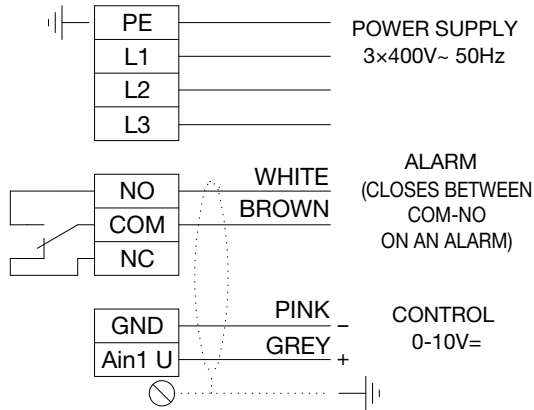 PE
L1
L2
L3
POWER SUPPLY
3×400V~ 50Hz
NO
COM
NC
WHITE
BROWN
ALARM
(CLOSES BETWEEN
COM-NO
ON AN ALARM)
GND
Ain1 U
PINK –
GREY +
CONTROL
0-10V=